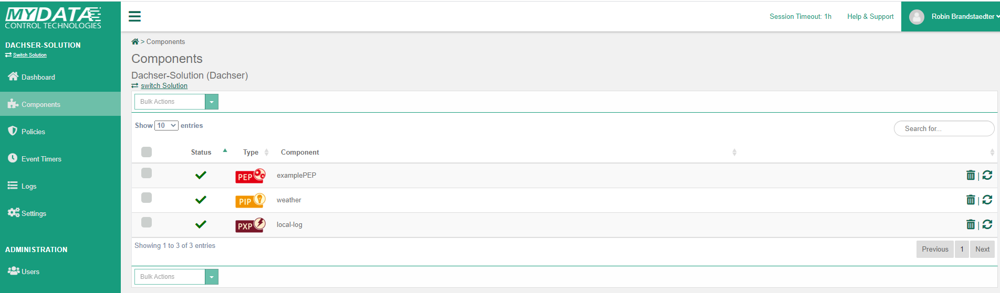 MYDATA
CONTROL TECHNOLOGIES
Session Timeout: 1h
Help & Support
Robin Brandstaedter
DACHSER-SOLUTION
Switch Solution
Dashboard
Components
Policies
Event Timers
Logs
Settings
ADMINISTRATION
Users
> Components
Components
Dachser-Solution (Dachser)
switch Solution
Bulk Actions
Show 10 entries
Search for...
Status Type Component
PEP examplePEP |
PIP weather |
PXP local-log |
Showing 1 to 3 of 3 entries
Previous 1 Next
Bulk Actions